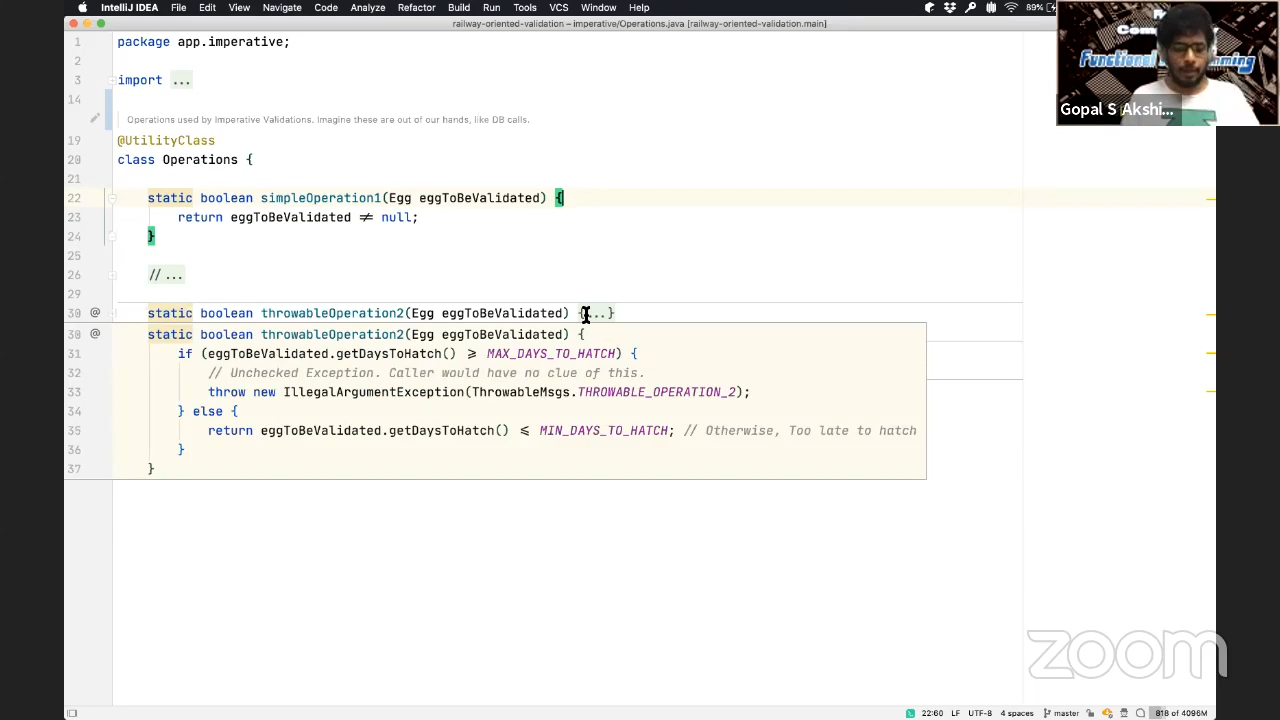 IntelliJ IDEA File Edit View Navigate Code Analyze Refactor Build Run Tools VCS Window Help 89%
railway-oriented-validation – imperative/Operations.java [railway-oriented-validation.main]
1 package app.imperative;
2
3 import ...
14
Operations used by Imperative Validations. Imagine these are out of our hands, like DB calls.
19 @UtilityClass
20 class Operations {
21
22 static boolean simpleOperation1(Egg eggToBeValidated) {
23 return eggToBeValidated ≠ null;
24 }
25
26 //...
29
30 @ static boolean throwableOperation2(Egg eggToBeValidated) {...}
30 @ static boolean throwableOperation2(Egg eggToBeValidated) {
31 if (eggToBeValidated.getDaysToHatch() ⩾ MAX_DAYS_TO_HATCH) {
32 // Unchecked Exception. Caller would have no clue of this.
33 throw new IllegalArgumentException(ThrowableMsgs.THROWABLE_OPERATION_2);
34 } else {
35 return eggToBeValidated.getDaysToHatch() ⩽ MIN_DAYS_TO_HATCH; // Otherwise, Too late to hatch
36 }
37 }
Functional
Gopal S Akshi...
zoom
22:60 LF UTF-8 4 spaces master 818 of 4096M